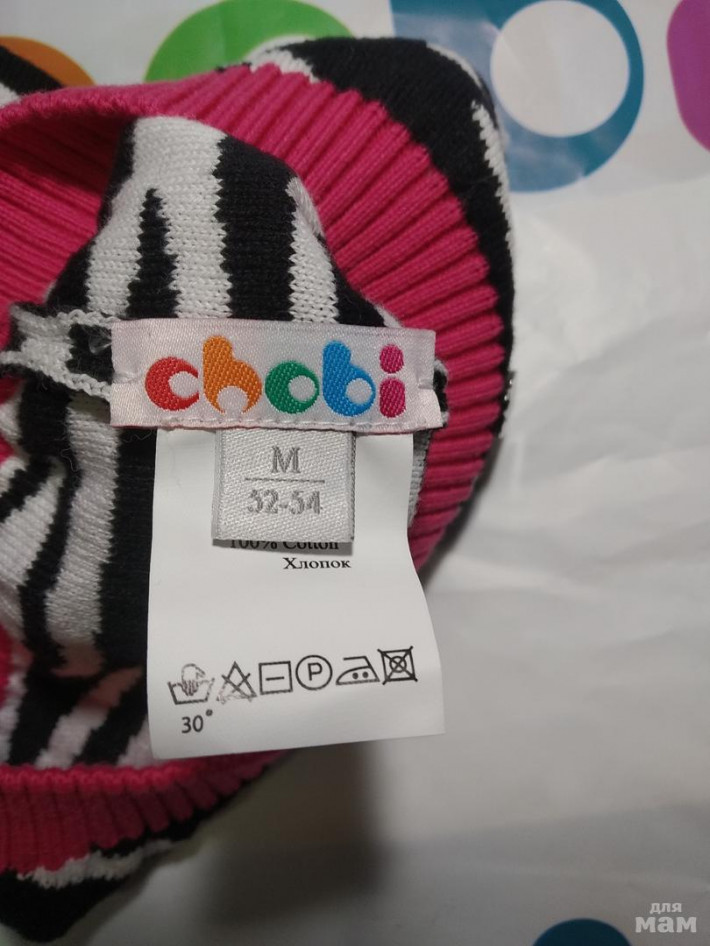 chobi
M
52-54
100% Cotton
Хлопок
P
30°
для
мам